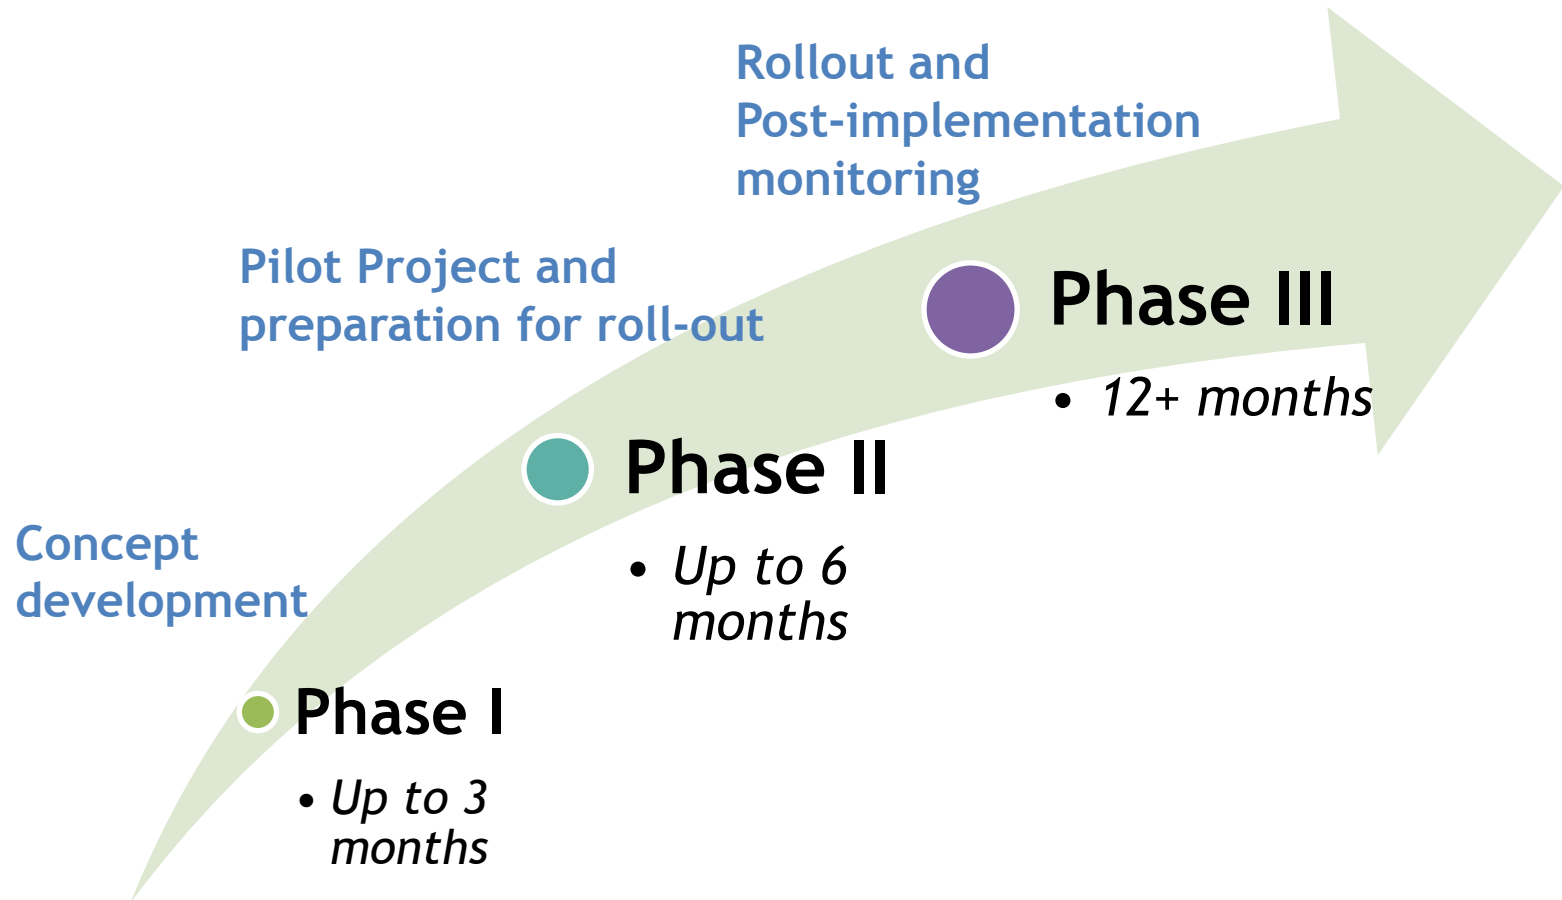 Rollout and
Post-implementation
monitoring
Pilot Project and
preparation for roll-out
Phase III
• 12+ months
Phase II
• Up to 6
months
Concept
development
Phase I
• Up to 3
months